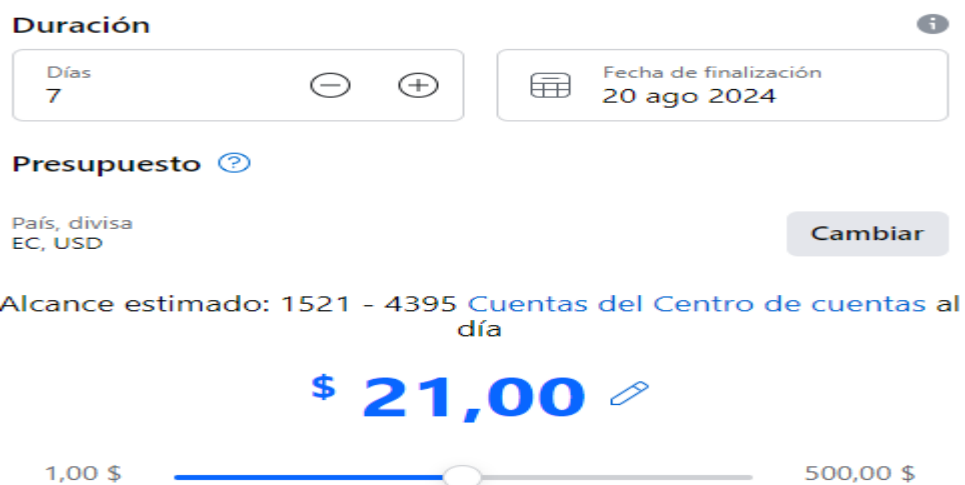 Duración
Días
7
Fecha de finalización
20 ago 2024
Presupuesto
País, divisa
EC, USD
Cambiar
Alcance estimado: 1521 - 4395 Cuentas del Centro de cuentas al
día
$ 21,00
1,00 $
500,00 $